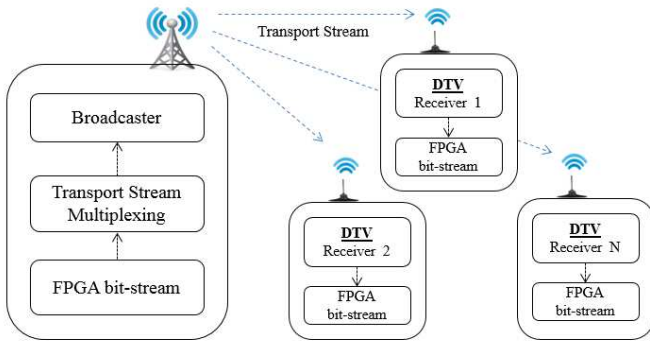 Transport Stream
Broadcaster
Transport Stream
Multiplexing
FPGA bit-stream
DTV
Receiver 1
FPGA
bit-stream
DTV
Receiver 2
FPGA
bit-stream
DTV
Receiver N
FPGA
bit-stream